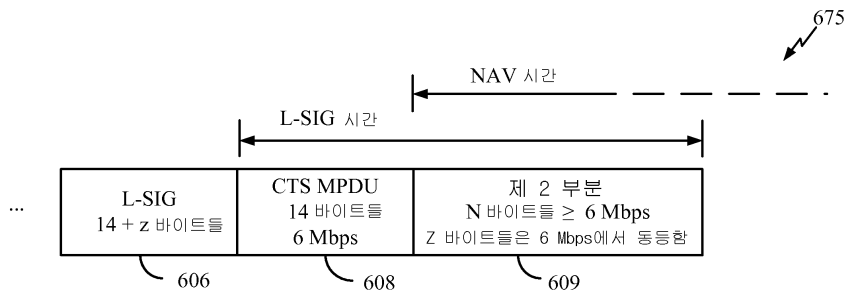 675
NAV 시간
L-SIG 시간
...
L-SIG
14 + z 바이트들
CTS MPDU
14 바이트들
6 Mbps
제 2 부분
N 바이트들 ≥ 6 Mbps
Z 바이트들은 6 Mbps에서 동등함
606
608
609